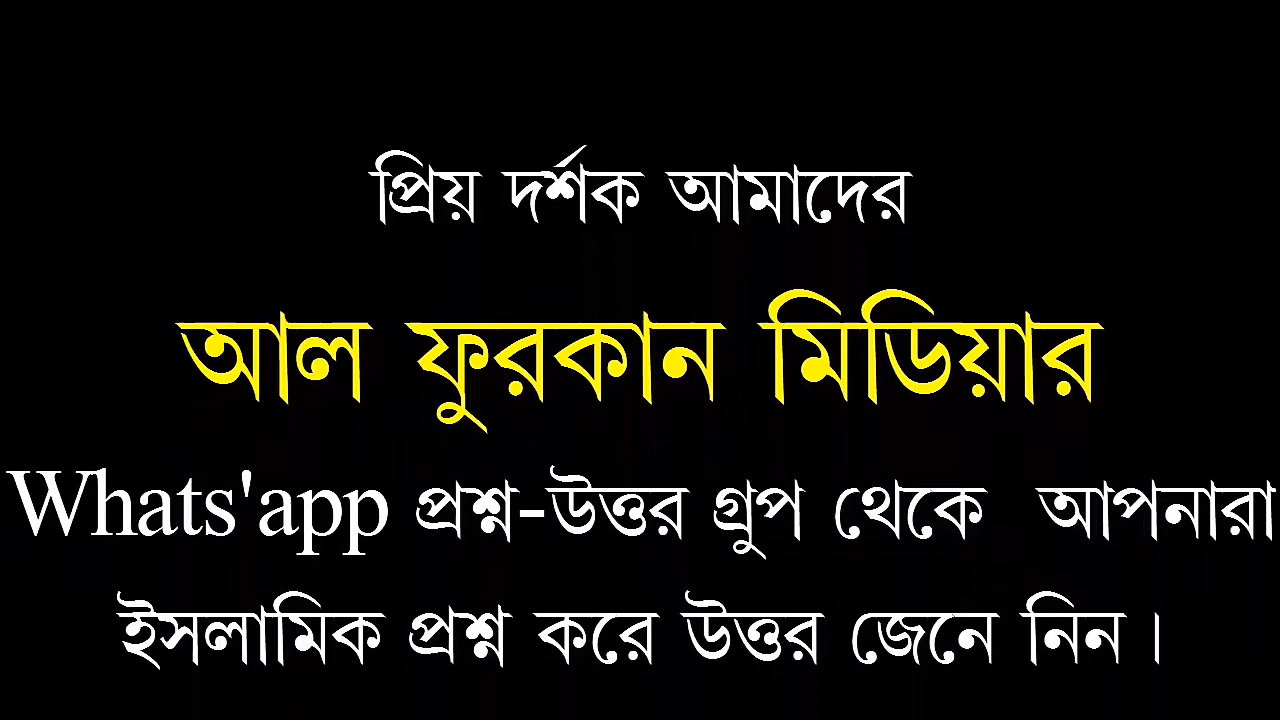 প্রিয় দর্শক আমাদের
আল ফুরকান মিডিয়ার
Whats'app প্রশ্ন-উত্তর গ্রুপ থেকে আপনারা
ইসলামিক প্রশ্ন করে উত্তর জেনে নিন।